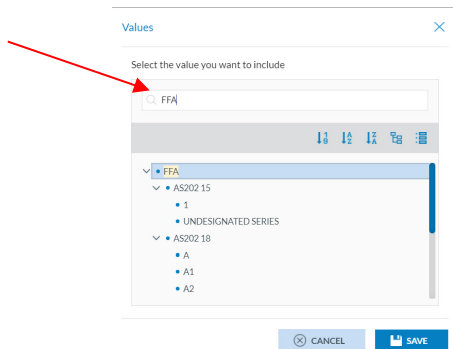 Values
Select the value you want to include
FFA
FFA
AS202 15
1
UNDESIGNATED SERIES
AS202 18
A
A1
A2
CANCEL SAVE